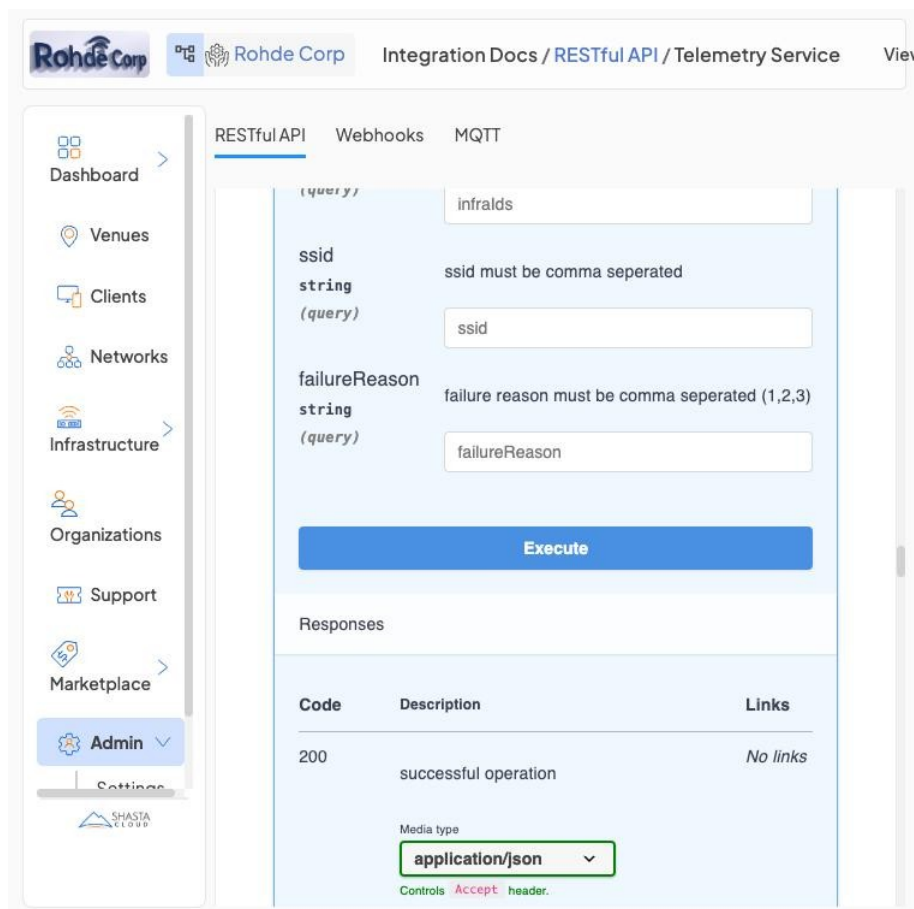 Rohde Corp
Rohde Corp
Integration Docs / RESTful API / Telemetry Service
View
Dashboard
Venues
Clients
Networks
Infrastructure
Organizations
Support
Marketplace
Admin
Settings
SHASTA
CLOUD
RESTful API Webhooks MQTT
(query)
infraIds
ssid
string
(query)
ssid must be comma seperated
ssid
failureReason
string
(query)
failure reason must be comma seperated (1,2,3)
failureReason
Execute
Responses
Code Description Links
200 successful operation No links
Media type
application/json
Controls Accept header.